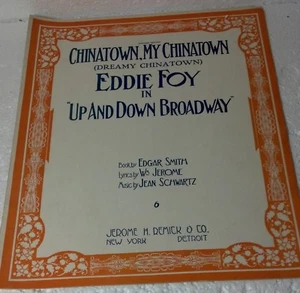 CHINATOWN, MY CHINATOWN
(DREAMY CHINATOWN)
EDDIE FOY
IN
"UP AND DOWN BROADWAY"
Book by EDGAR SMITH
Lyrics by Wm JEROME
Music by JEAN SCHWARTZ
6
JEROME H. REMICK & CO.
NEW YORK DETROIT